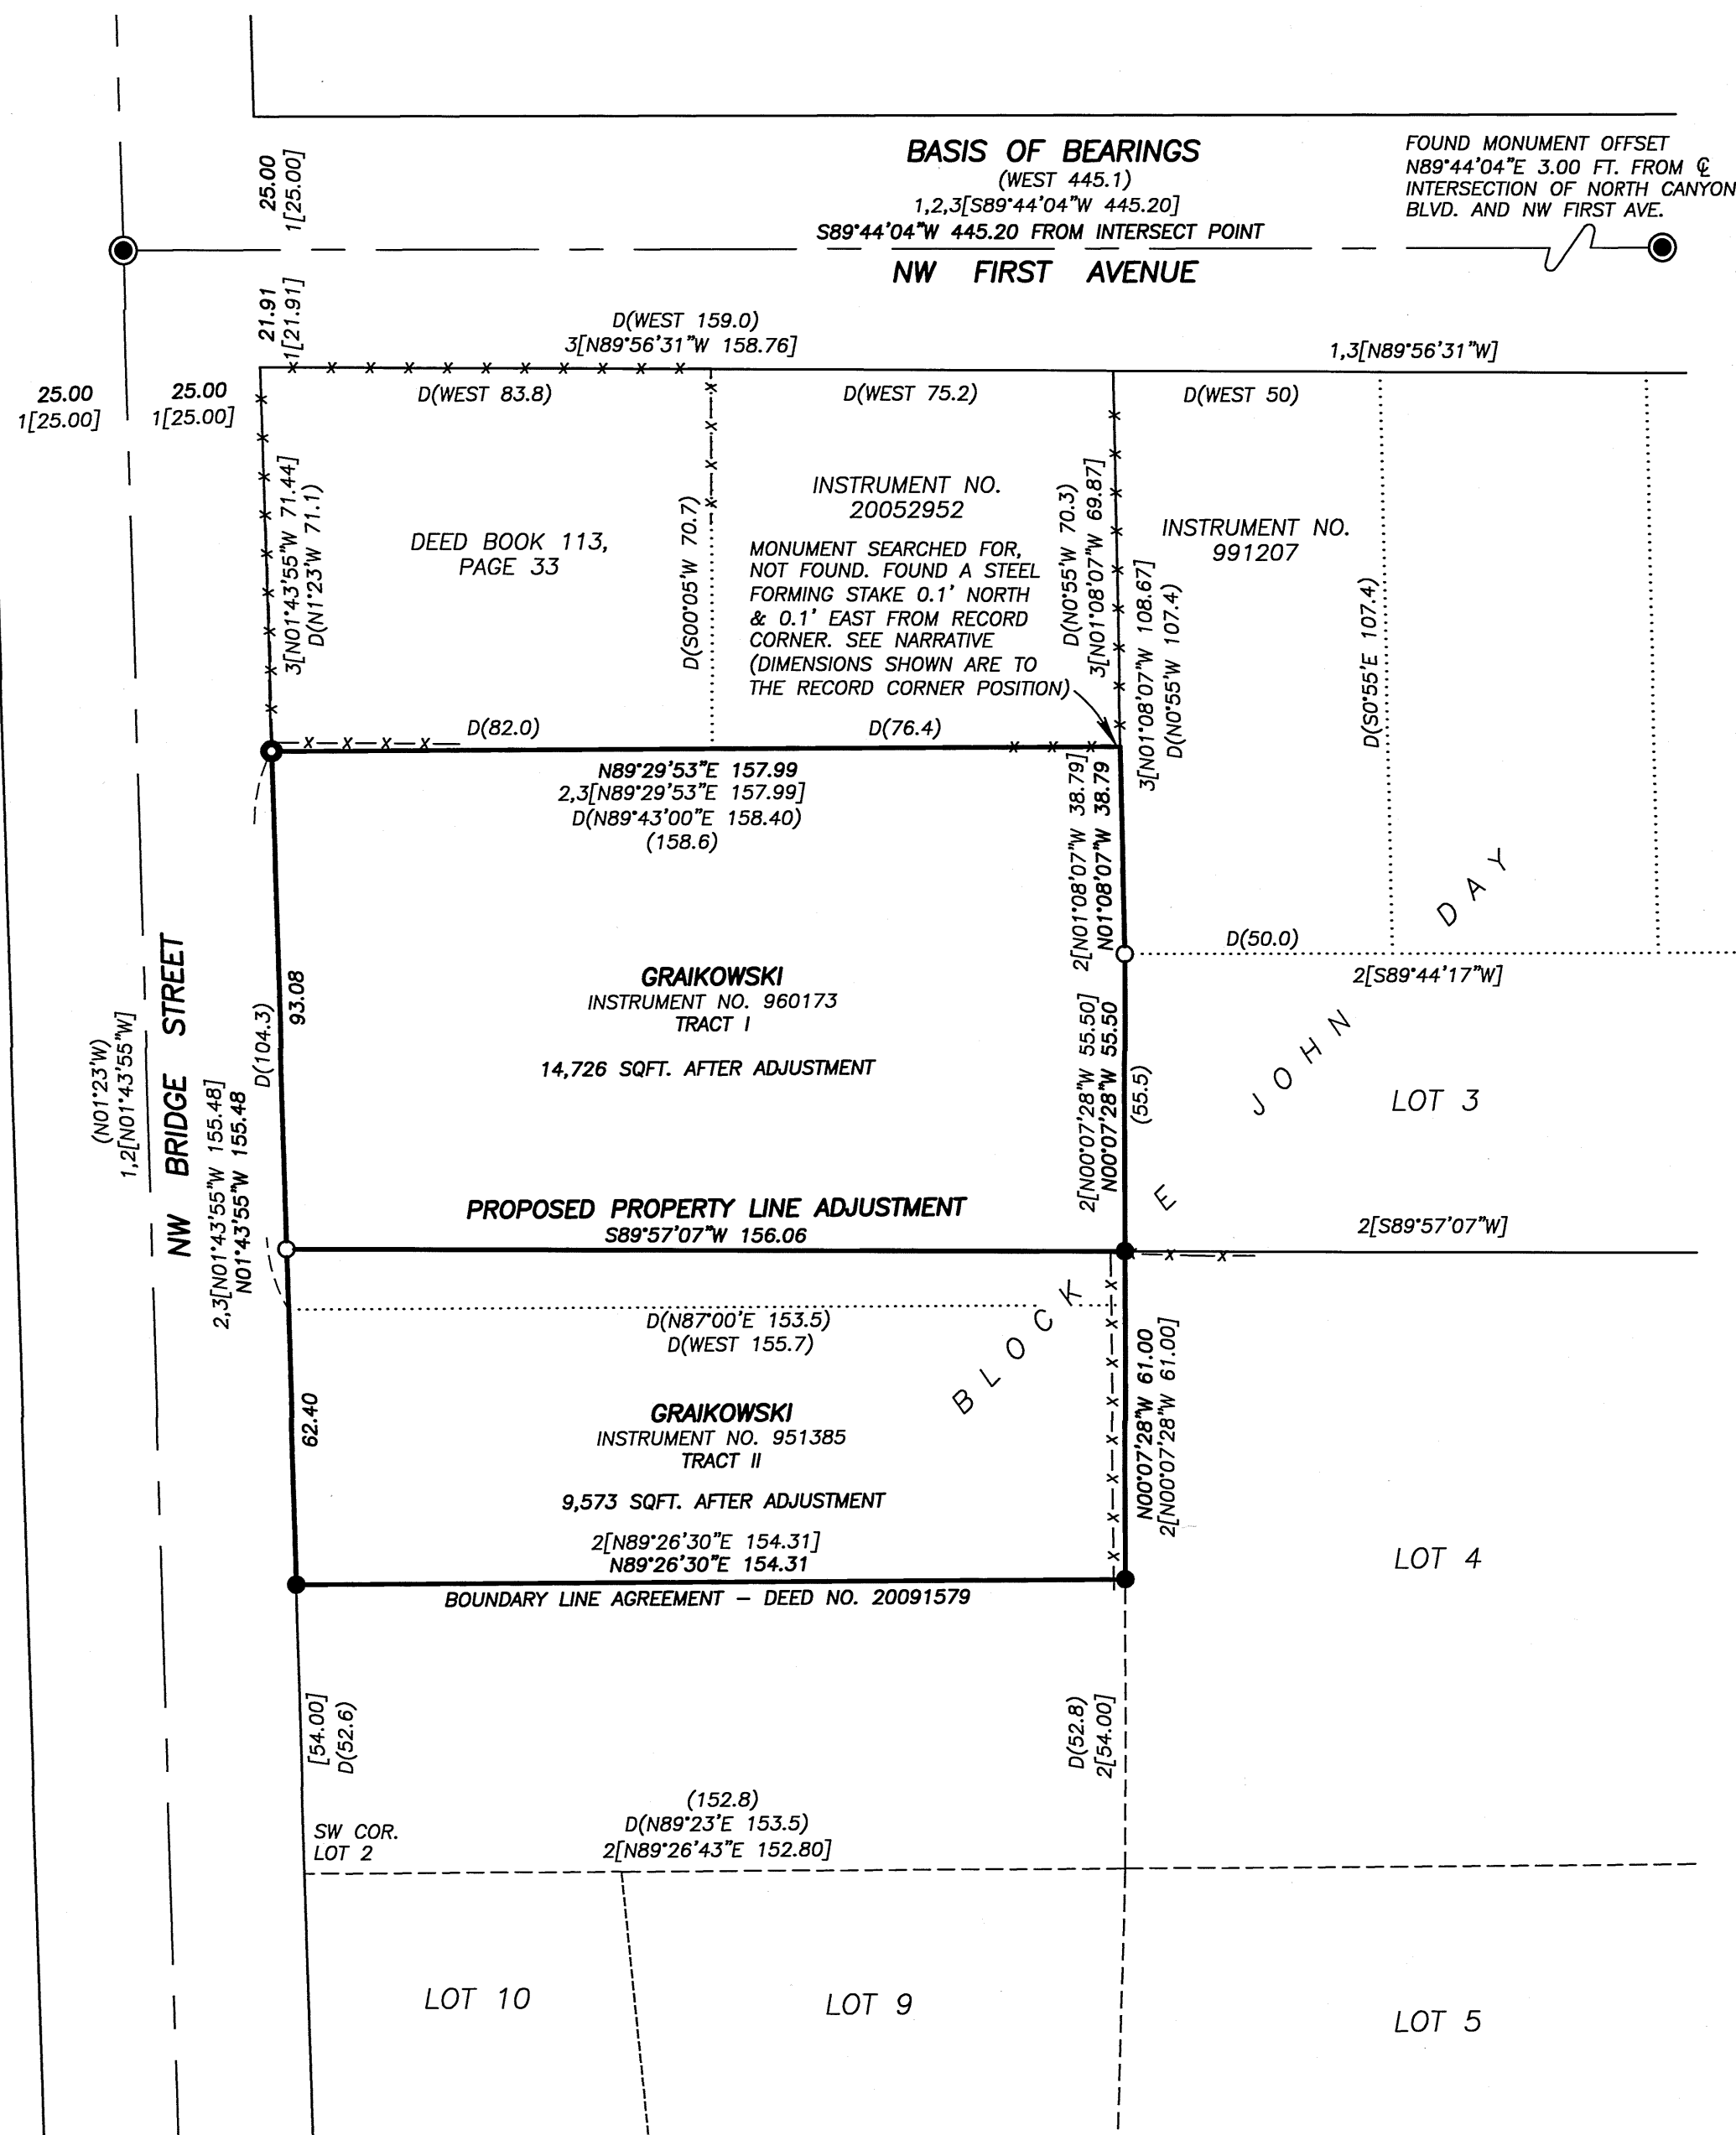 BASIS OF BEARINGS
(WEST 445.1)
1,2,3[S89°44'04"W 445.20]
S89°44'04"W 445.20 FROM INTERSECT POINT
NW FIRST AVENUE
FOUND MONUMENT OFFSET
N89°44'04"E 3.00 FT. FROM ℄
INTERSECTION OF NORTH CANYON
BLVD. AND NW FIRST AVE.
25.00
1[25.00]
21.91
1[21.91]
25.00
1[25.00]
25.00
1[25.00]
D(WEST 159.0)
3[N89°56'31"W 158.76]
1,3[N89°56'31"W]
D(WEST 83.8)
D(WEST 75.2)
D(WEST 50)
3[N01°43'55"W 71.44]
D(N1°23'W 71.1)
DEED BOOK 113,
PAGE 33
D(S00°05'W 70.7)
INSTRUMENT NO.
20052952
MONUMENT SEARCHED FOR,
NOT FOUND. FOUND A STEEL
FORMING STAKE 0.1' NORTH
& 0.1' EAST FROM RECORD
CORNER. SEE NARRATIVE
(DIMENSIONS SHOWN ARE TO
THE RECORD CORNER POSITION)
D(N0°55'W 70.3)
3[N01°08'07"W 69.87]
3[N01°08'07"W 108.67]
D(N0°55'W 107.4)
INSTRUMENT NO.
991207
D(S0°55'E 107.4)
D(82.0)
D(76.4)
N89°29'53"E 157.99
2,3[N89°29'53"E 157.99]
D(N89°43'00"E 158.40)
(158.6)
2[N01°08'07"W 38.79]
N01°08'07"W 38.79
D(50.0)
2[S89°44'17"W]
GRAIKOWSKI
INSTRUMENT NO. 960173
TRACT I
14,726 SQFT. AFTER ADJUSTMENT
93.08
D(104.3)
NW BRIDGE STREET
(N01°23'W)
1,2[N01°43'55"W]
2,3[N01°43'55"W 155.48]
N01°43'55"W 155.48
2[N00°07'28"W 55.50]
N00°07'28"W 55.50
(55.5)
BLOCK E JOHN DAY
LOT 3
PROPOSED PROPERTY LINE ADJUSTMENT
S89°57'07"W 156.06
2[S89°57'07"W]
D(N87°00'E 153.5)
D(WEST 155.7)
62.40
GRAIKOWSKI
INSTRUMENT NO. 951385
TRACT II
9,573 SQFT. AFTER ADJUSTMENT
2[N89°26'30"E 154.31]
N89°26'30"E 154.31
BOUNDARY LINE AGREEMENT – DEED NO. 20091579
N00°07'28"W 61.00
2[N00°07'28"W 61.00]
LOT 4
[54.00]
D(52.6)
D(52.8)
2[54.00]
(152.8)
D(N89°23'E 153.5)
2[N89°26'43"E 152.80]
SW COR.
LOT 2
LOT 10
LOT 9
LOT 5